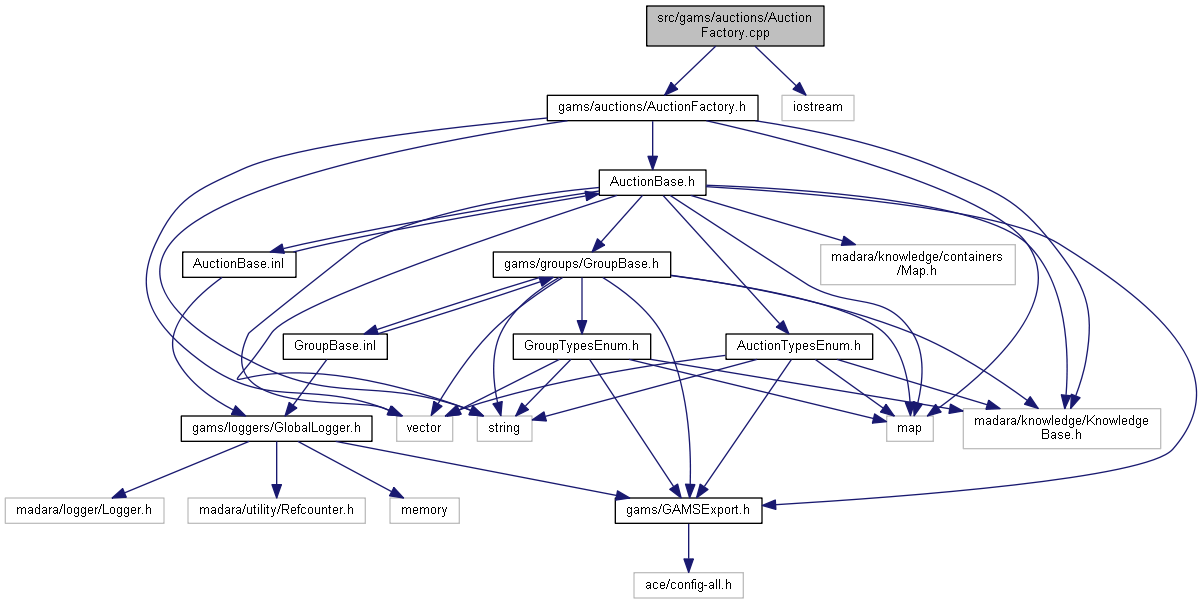 src/gams/auctions/Auction
Factory.cpp
gams/auctions/AuctionFactory.h
iostream
AuctionBase.h
AuctionBase.inl
gams/groups/GroupBase.h
madara/knowledge/containers
/Map.h
GroupBase.inl
GroupTypesEnum.h
AuctionTypesEnum.h
gams/loggers/GlobalLogger.h
vector
string
map
madara/knowledge/Knowledge
Base.h
madara/logger/Logger.h
madara/utility/Refcounter.h
memory
gams/GAMSExport.h
ace/config-all.h